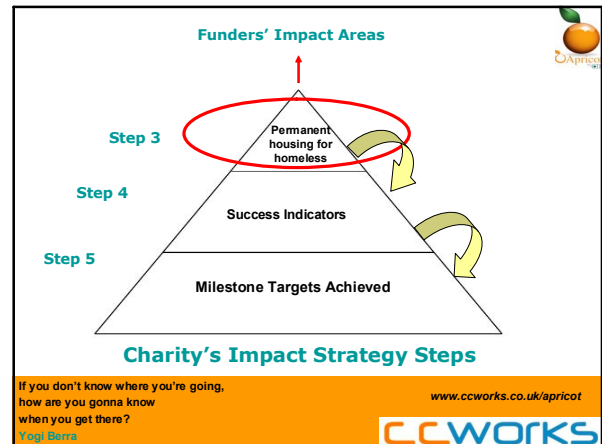 Funders' Impact Areas
Apricot
Step 3
Permanent
housing for
homeless
Step 4
Success Indicators
Step 5
Milestone Targets Achieved
Charity's Impact Strategy Steps
If you don't know where you're going,
how are you gonna know
when you get there?
Yogi Berra
www.ccworks.co.uk/apricot
CCWORKS